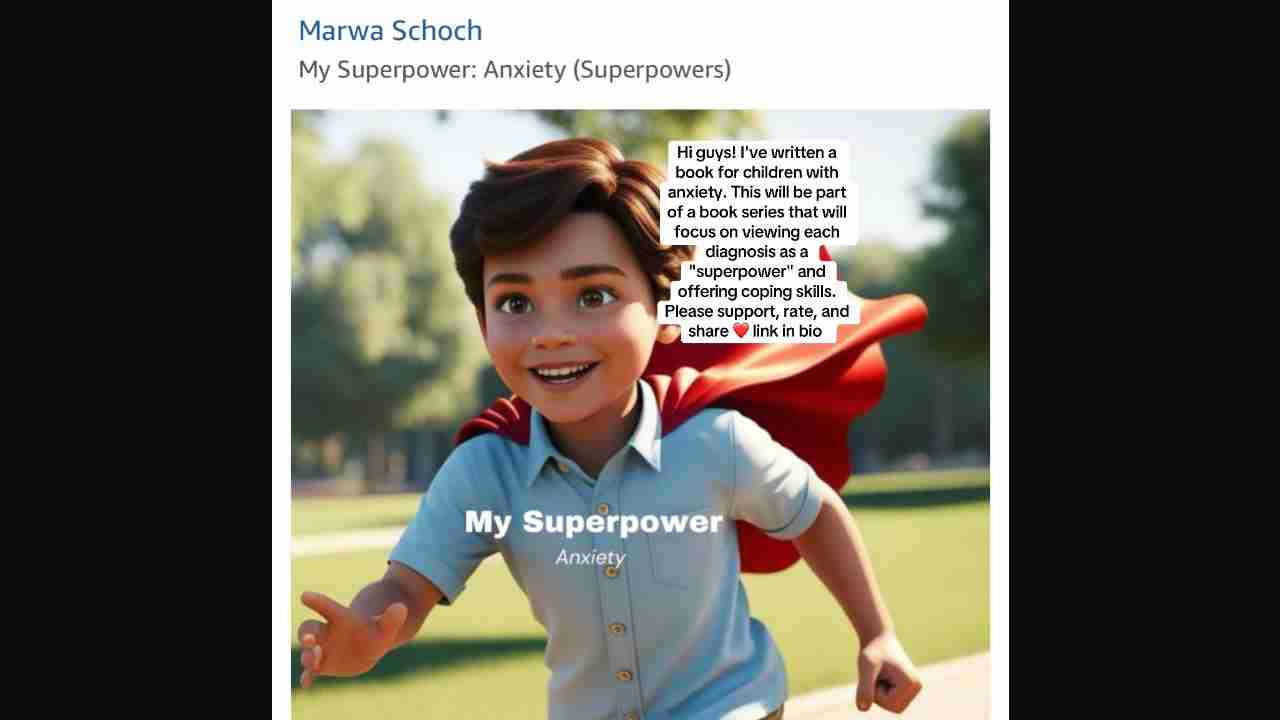 Marwa Schoch
My Superpower: Anxiety (Superpowers)
Hi guys! I've written a
book for children with
anxiety. This will be part
of a book series that will
focus on viewing each
diagnosis as a
"superpower" and
offering coping skills.
Please support, rate, and
share ❤️ link in bio
My Superpower
Anxiety